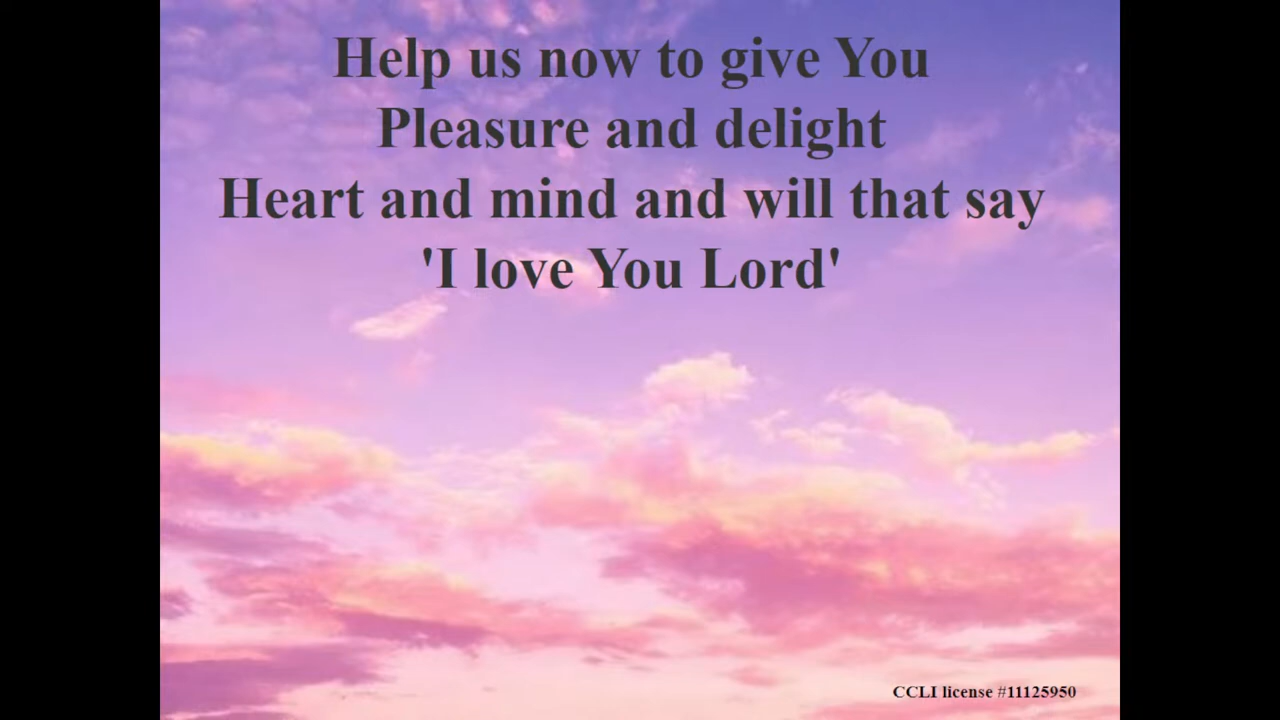 Help us now to give You
Pleasure and delight
Heart and mind and will that say
'I love You Lord'
CCLI license #11125950